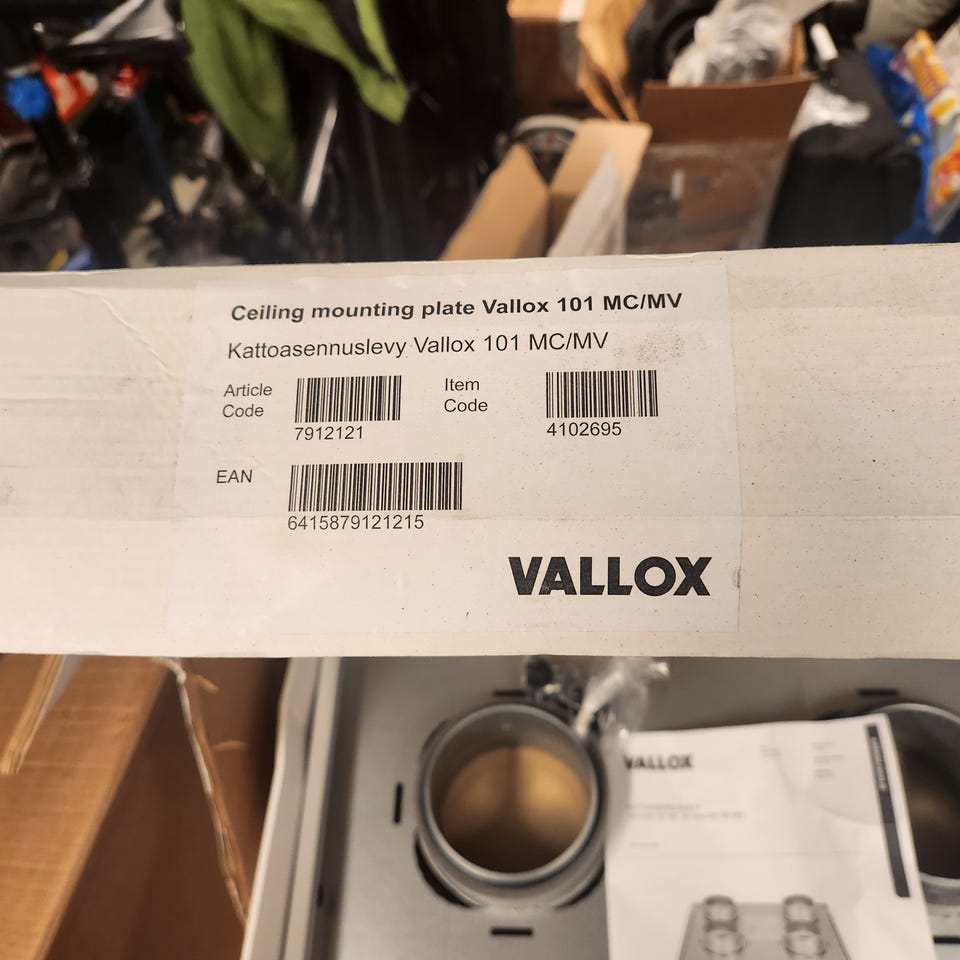 Ceiling mounting plate Vallox 101 MC/MV
Kattoasennuslevy Vallox 101 MC/MV
Article Code
7912121
Item Code
4102695
EAN
6415879121215
VALLOX
VALLOX